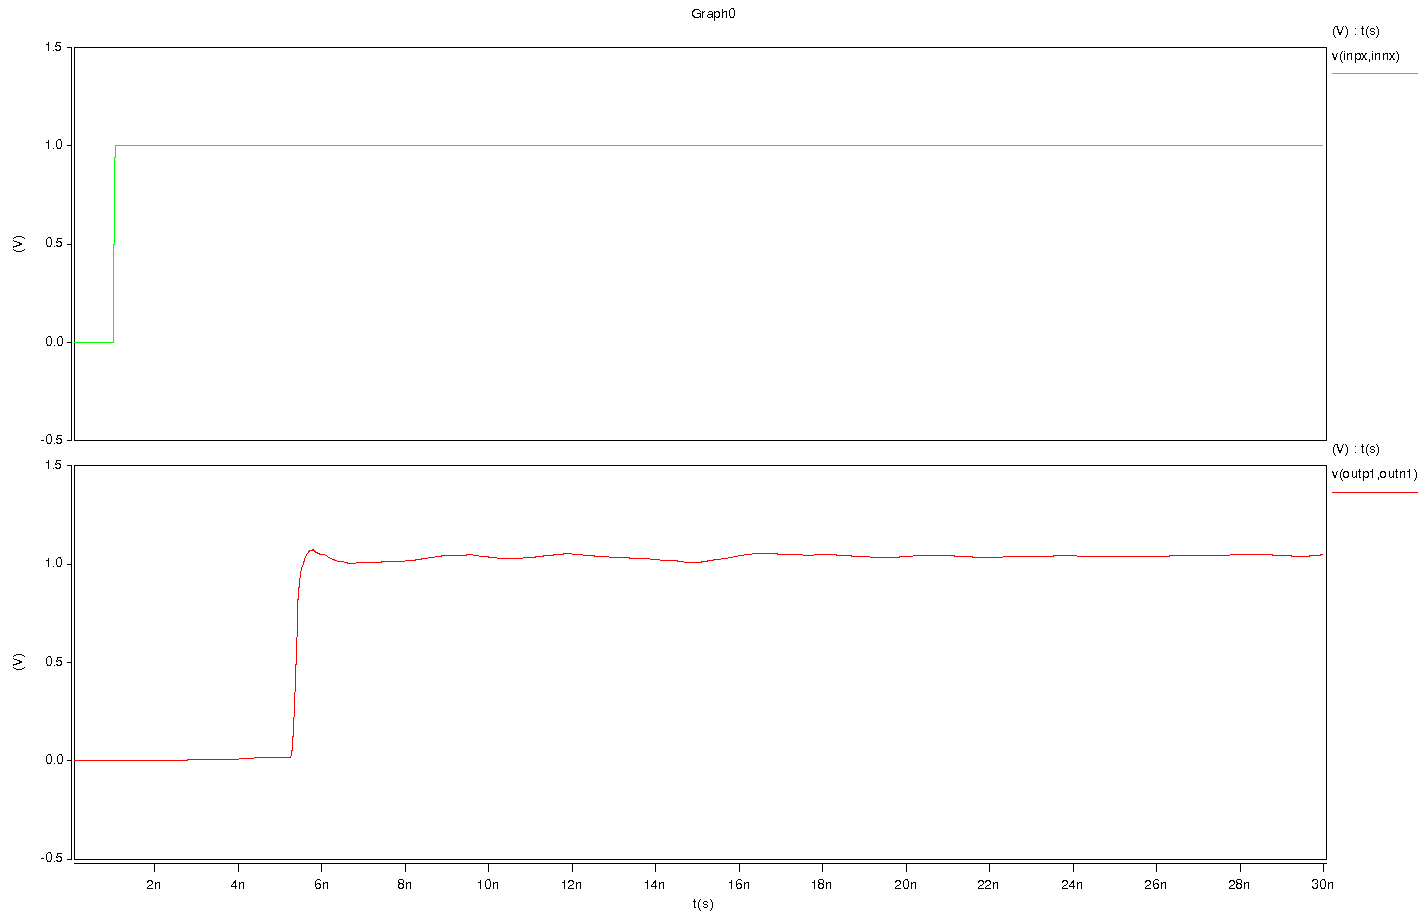 Graph0
(V) : t(s)
v(inpx,innx)
1.5
1.0
0.5
0.0
-0.5
(V)
(V) : t(s)
v(outp1,outn1)
1.5
1.0
0.5
0.0
-0.5
(V)
2n 4n 6n 8n 10n 12n 14n 16n 18n 20n 22n 24n 26n 28n 30n
t(s)